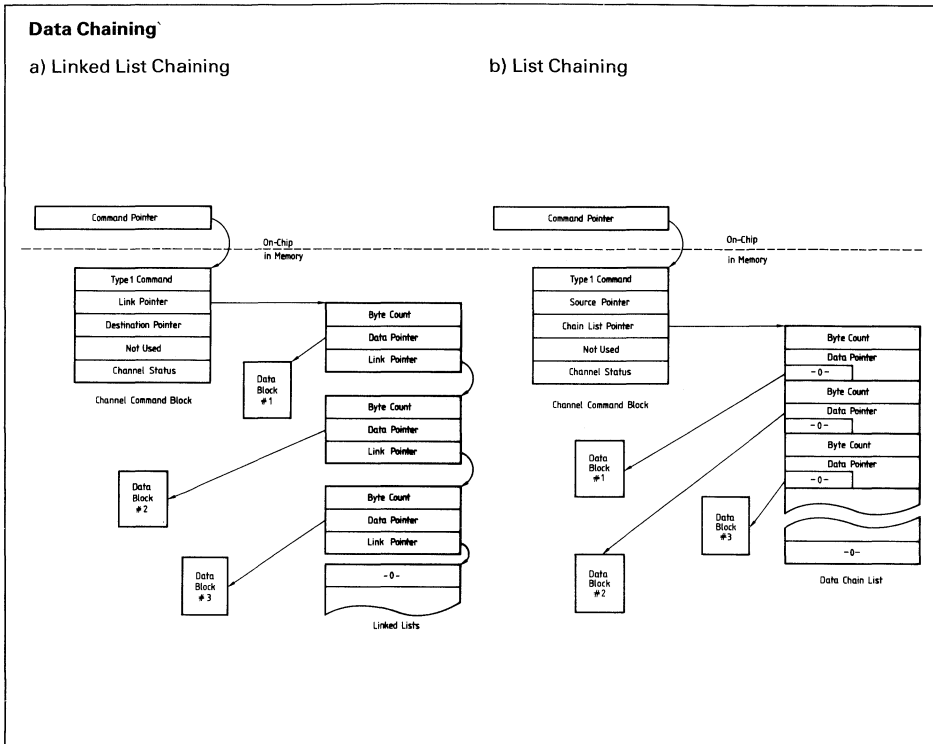 Data Chaining`
a) Linked List Chaining
b) List Chaining
Command Pointer
On-Chip
in Memory
Type 1 Command
Link Pointer
Destination Pointer
Not Used
Channel Status
Channel Command Block
Byte Count
Data Pointer
Link Pointer
Data
Block
#1
Byte Count
Data Pointer
Link Pointer
Data
Block
#2
Byte Count
Data Pointer
Link Pointer
Data
Block
#3
-0-
Linked Lists
Command Pointer
On-Chip
in Memory
Type 1 Command
Source Pointer
Chain List Pointer
Not Used
Channel Status
Channel Command Block
Byte Count
Data Pointer
-0-
Byte Count
Data Pointer
-0-
Byte Count
Data Pointer
-0-
Data
Block
#1
Data
Block
#3
Data
Block
#2
-0-
Data Chain List